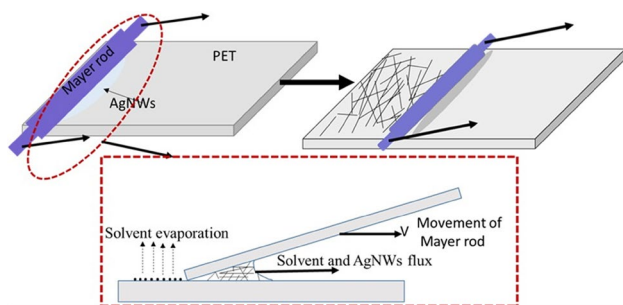 Mayer rod
PET
AgNWs
Solvent evaporation
V
Movement of
Mayer rod
Solvent and AgNWs flux